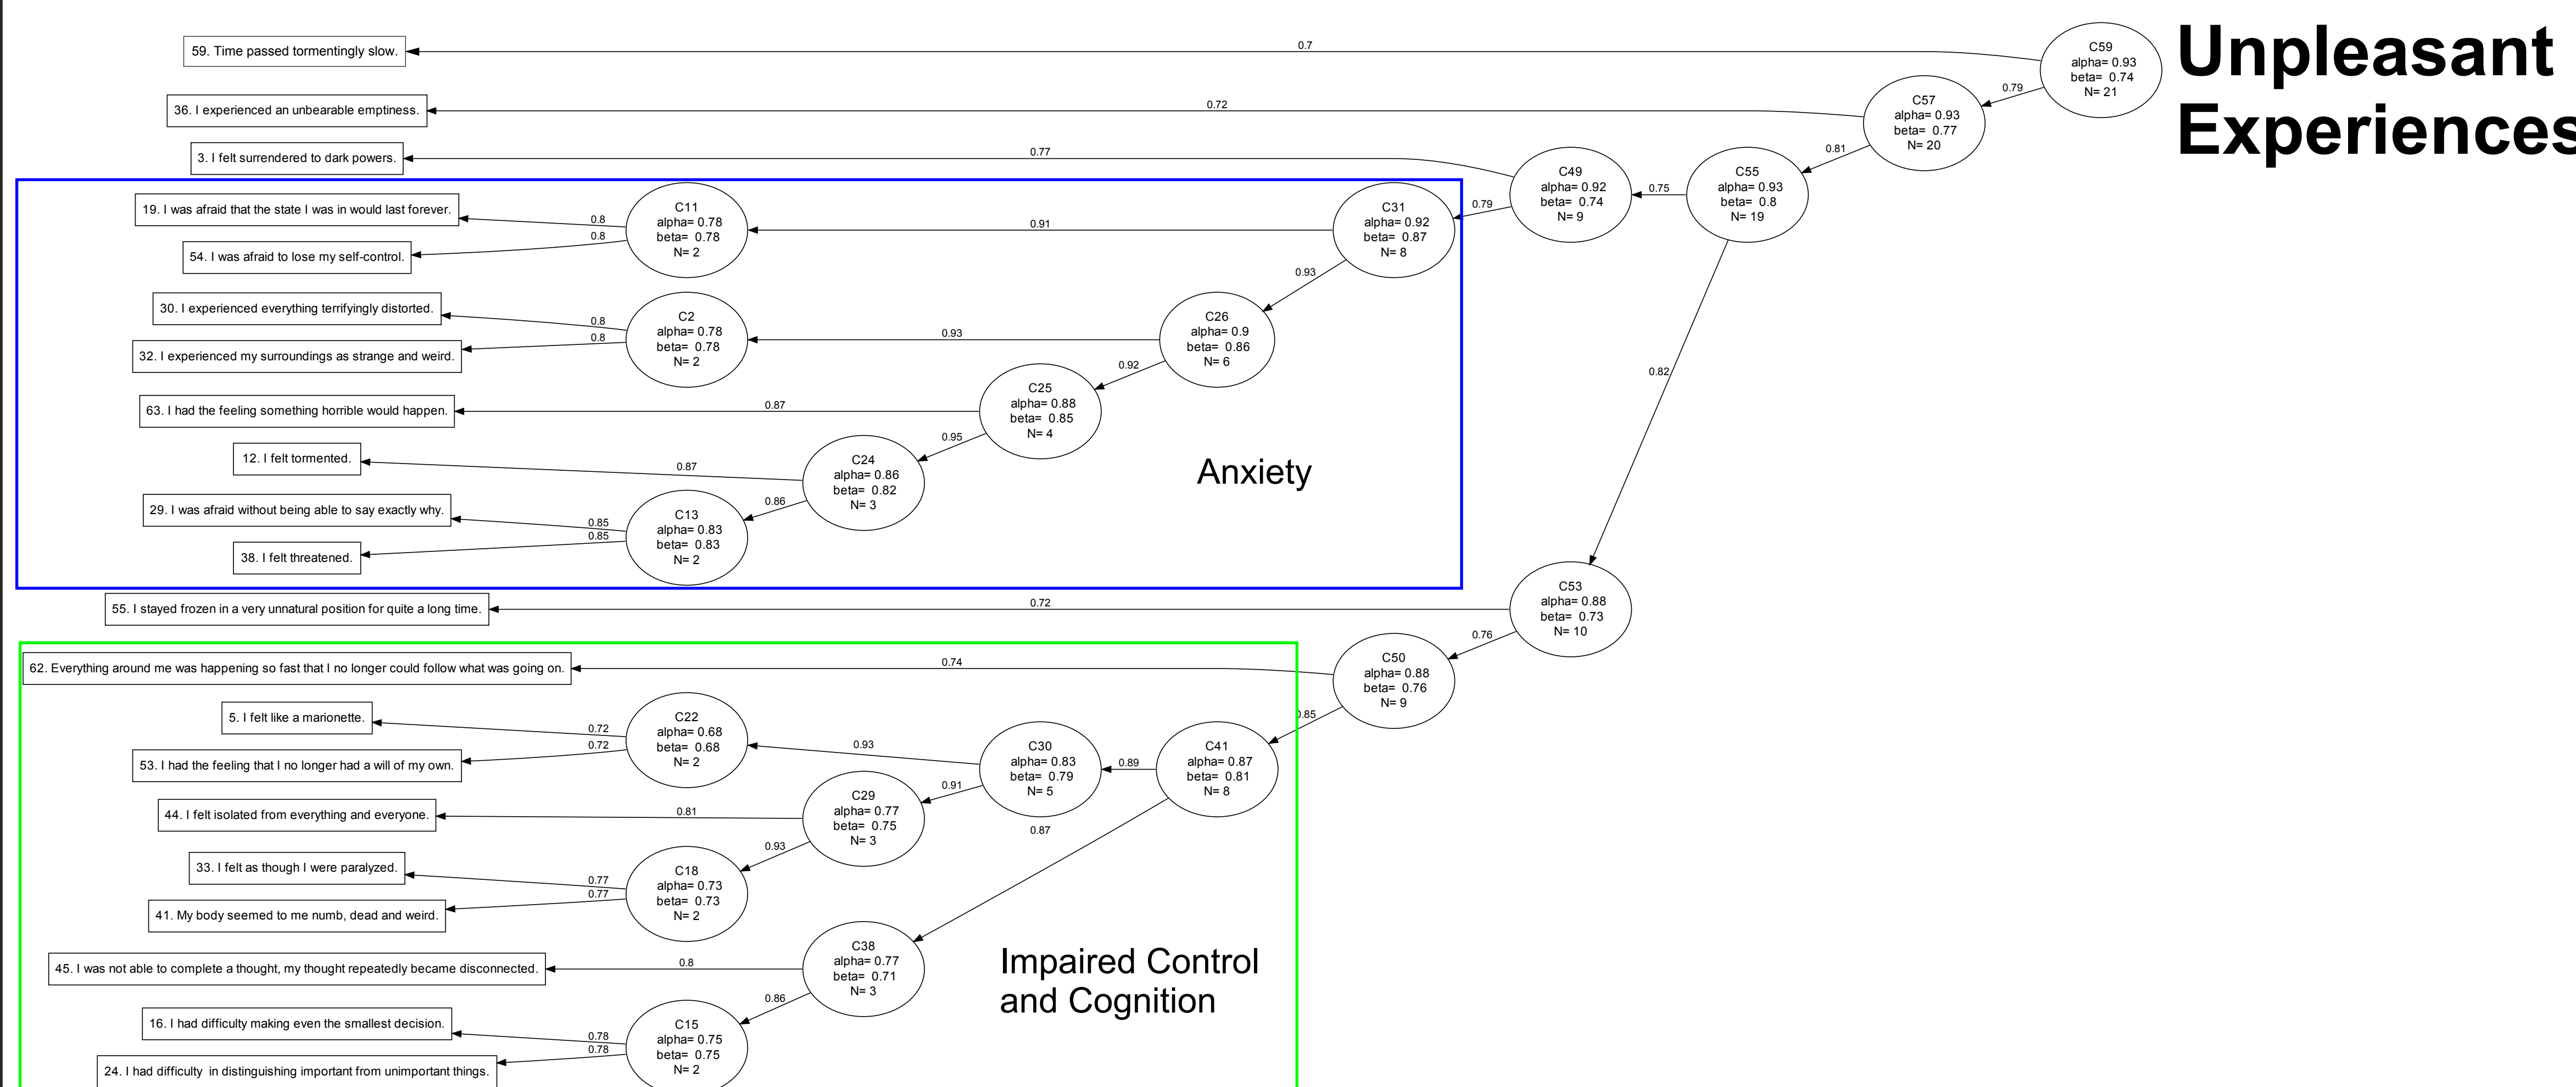 Unpleasant
Experiences
59. Time passed tormentingly slow.
0.7
C59
alpha= 0.93
beta= 0.74
N= 21
0.79
36. I experienced an unbearable emptiness.
0.72
C57
alpha= 0.93
beta= 0.77
N= 20
0.81
3. I felt surrendered to dark powers.
0.77
C49
alpha= 0.92
beta= 0.74
N= 9
0.75
C55
alpha= 0.93
beta= 0.8
N= 19
0.79
0.82
19. I was afraid that the state I was in would last forever.
0.8
54. I was afraid to lose my self-control.
0.8
C11
alpha= 0.78
beta= 0.78
N= 2
0.91
C31
alpha= 0.92
beta= 0.87
N= 8
0.93
30. I experienced everything terrifyingly distorted.
0.8
32. I experienced my surroundings as strange and weird.
0.8
C2
alpha= 0.78
beta= 0.78
N= 2
0.93
C26
alpha= 0.9
beta= 0.86
N= 6
0.92
63. I had the feeling something horrible would happen.
0.87
C25
alpha= 0.88
beta= 0.85
N= 4
0.95
12. I felt tormented.
0.87
C24
alpha= 0.86
beta= 0.82
N= 3
0.86
Anxiety
29. I was afraid without being able to say exactly why.
0.85
38. I felt threatened.
0.85
C13
alpha= 0.83
beta= 0.83
N= 2
55. I stayed frozen in a very unnatural position for quite a long time.
0.72
C53
alpha= 0.88
beta= 0.73
N= 10
0.76
62. Everything around me was happening so fast that I no longer could follow what was going on.
0.74
C50
alpha= 0.88
beta= 0.76
N= 9
0.85
5. I felt like a marionette.
0.72
53. I had the feeling that I no longer had a will of my own.
0.72
C22
alpha= 0.68
beta= 0.68
N= 2
0.93
C30
alpha= 0.83
beta= 0.79
N= 5
0.89
C41
alpha= 0.87
beta= 0.81
N= 8
0.91
0.87
44. I felt isolated from everything and everyone.
0.81
C29
alpha= 0.77
beta= 0.75
N= 3
0.93
33. I felt as though I were paralyzed.
0.77
41. My body seemed to me numb, dead and weird.
0.77
C18
alpha= 0.73
beta= 0.73
N= 2
45. I was not able to complete a thought, my thought repeatedly became disconnected.
0.8
C38
alpha= 0.77
beta= 0.71
N= 3
0.86
Impaired Control
and Cognition
16. I had difficulty making even the smallest decision.
0.78
24. I had difficulty in distinguishing important from unimportant things.
0.78
C15
alpha= 0.75
beta= 0.75
N= 2